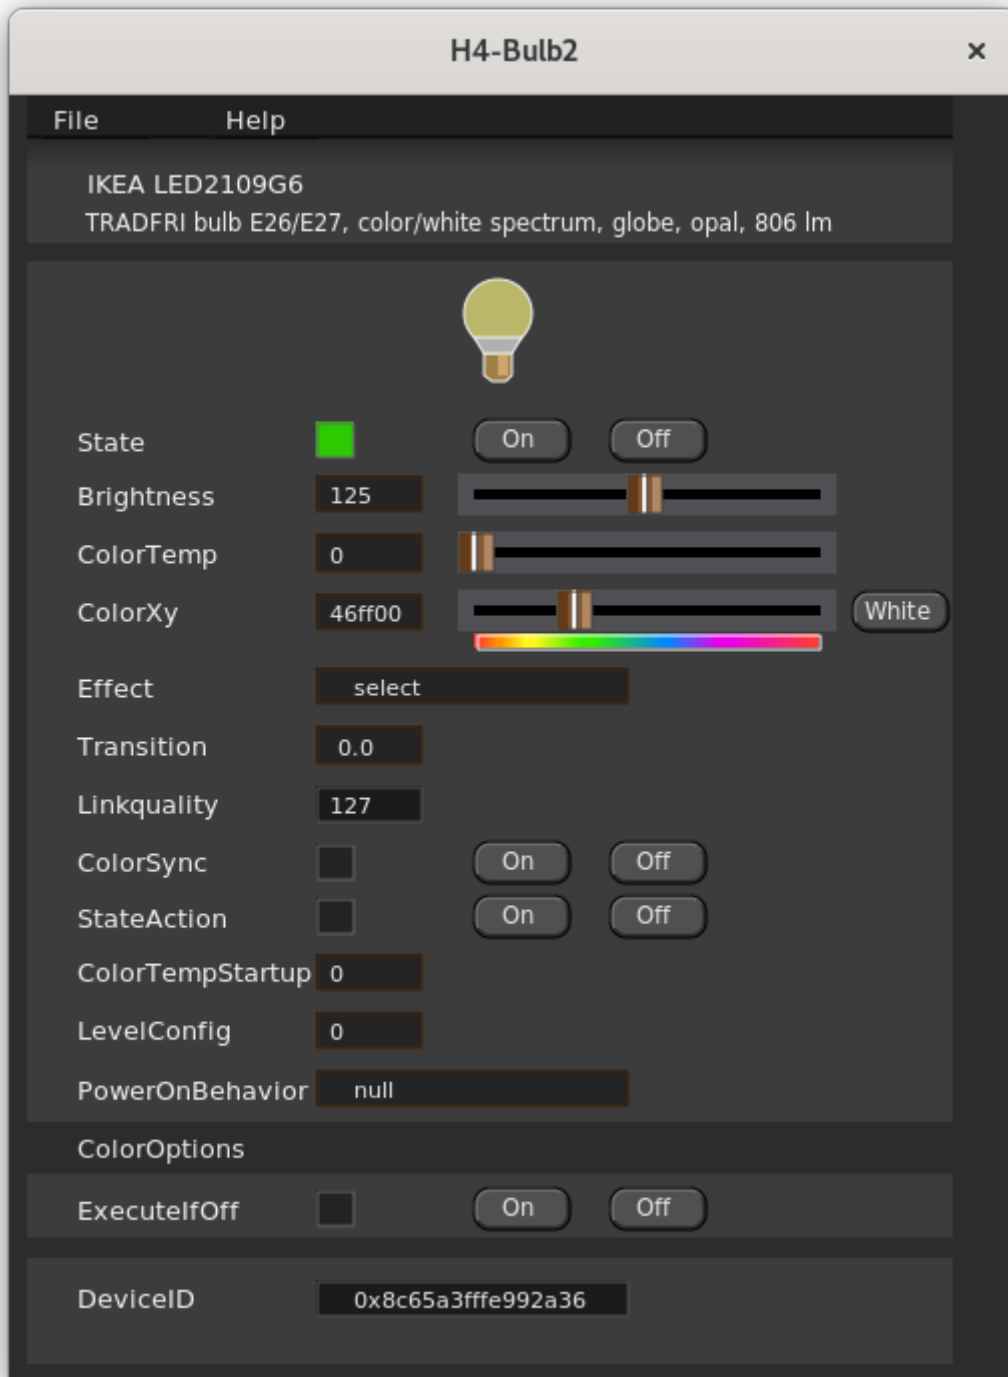 H4-Bulb2 ×
File Help
IKEA LED2109G6
TRADFRI bulb E26/E27, color/white spectrum, globe, opal, 806 lm
State On Off
Brightness 125
ColorTemp 0
ColorXy 46ff00 White
Effect select
Transition 0.0
Linkquality 127
ColorSync On Off
StateAction On Off
ColorTempStartup 0
LevelConfig 0
PowerOnBehavior null
ColorOptions
ExecuteIfOff On Off
DeviceID 0x8c65a3fffe992a36